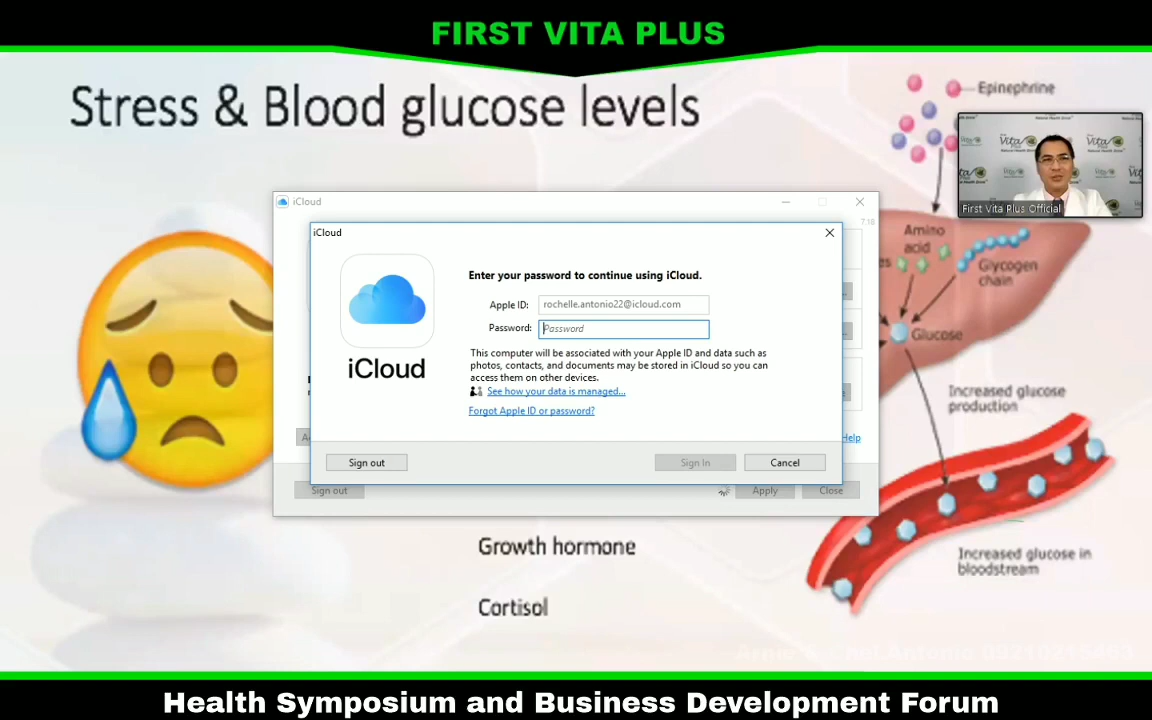 FIRST VITA PLUS
Stress & Blood glucose levels
Epinephrine
First Vita Plus Official
Amino
acid
Glycogen
chain
Glucose
Increased glucose
production
Increased glucose in
bloodstream
iCloud
7.18
iCloud
Enter your password to continue using iCloud.
Apple ID: rochelle.antonio22@icloud.com
Password: Password
This computer will be associated with your Apple ID and data such as
photos, contacts, and documents may be stored in iCloud so you can
access them on other devices.
See how your data is managed...
Forgot Apple ID or password?
iCloud
Help
Sign out Sign In Cancel
Sign out Apply Close
Growth hormone
Cortisol
Arnie & Chel Antonio
Health Symposium and Business Development Forum